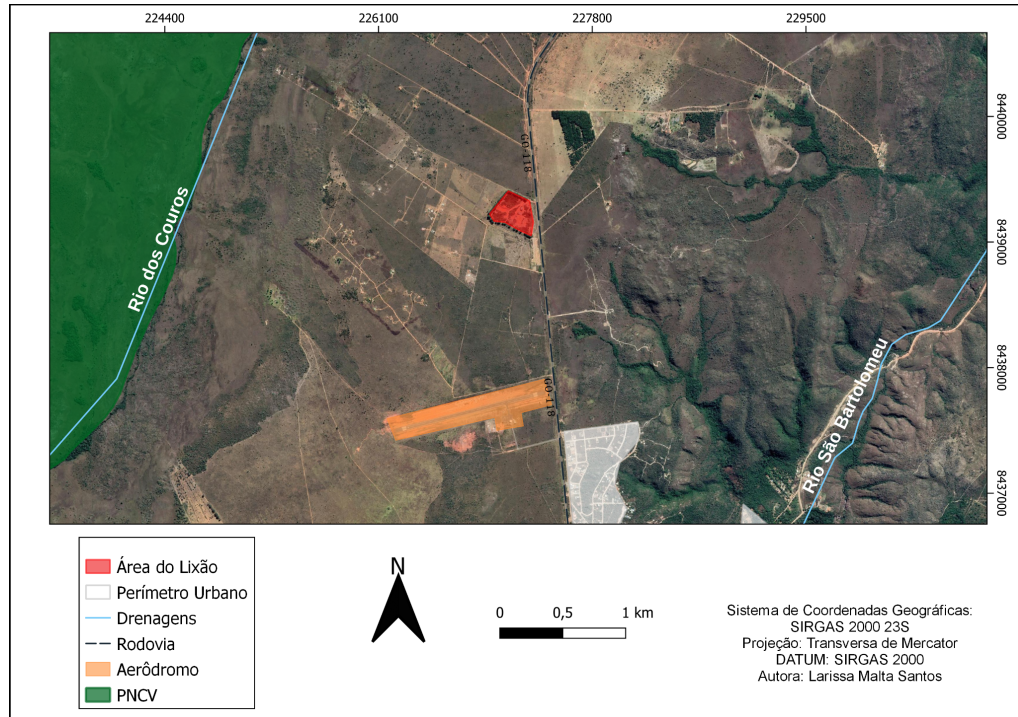 224400
226100
227800
229500
8440000
8439000
8438000
8437000
GO-118
Rio dos Couros
GO-118
Rio São Bartolomeu
Área do Lixão
Perímetro Urbano
Drenagens
Rodovia
Aerôdromo
PNCV
N
0 0,5 1 km
Sistema de Coordenadas Geográficas:
SIRGAS 2000 23S
Projeção: Transversa de Mercator
DATUM: SIRGAS 2000
Autora: Larissa Malta Santos